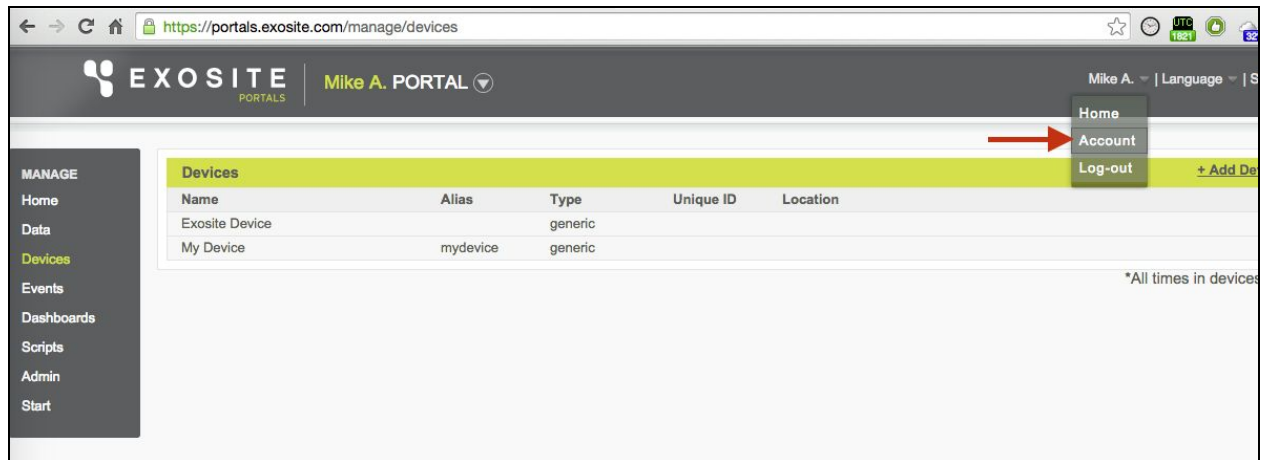 https://portals.exosite.com/manage/devices
UTC
1821
32
EXOSITE
PORTALS
Mike A. PORTAL
Mike A. | Language | S
Home
Account
Log-out
MANAGE
Home
Data
Devices
Events
Dashboards
Scripts
Admin
Start
Devices + Add De
Name Alias Type Unique ID Location
Exosite Device generic
My Device mydevice generic
*All times in devices